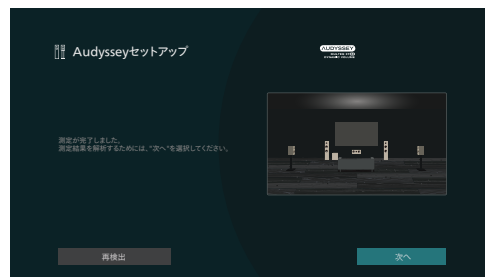 Audysseyセットアップ
AUDYSSEY
測定が完了しました。
測定結果を解析するためには、"次へ"を選択してください。
再検出
次へ